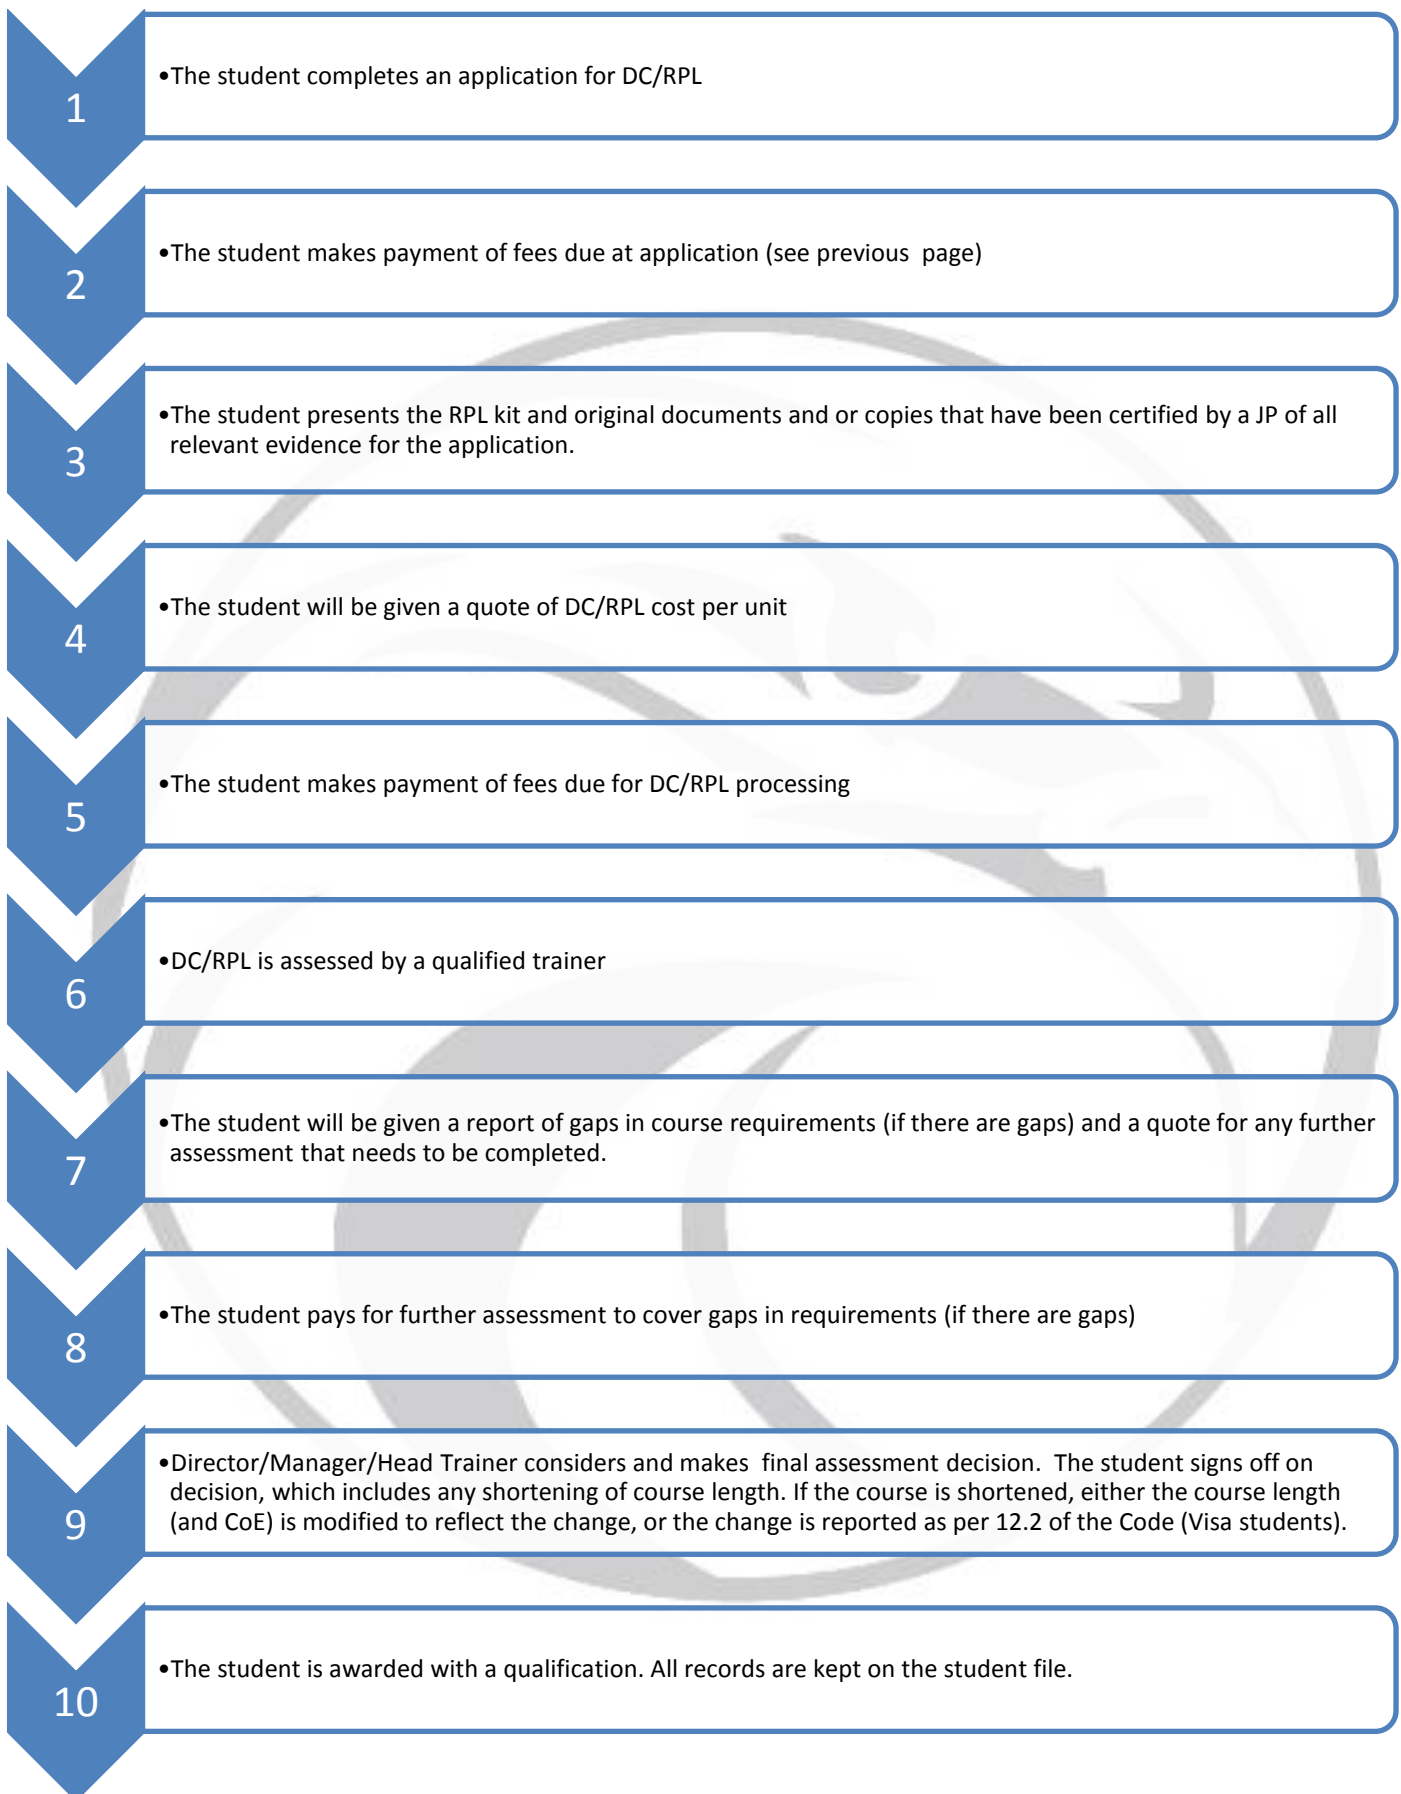 1
•The student completes an application for DC/RPL
2
•The student makes payment of fees due at application (see previous  page)
3
•The student presents the RPL kit and original documents and or copies that have been certified by a JP of all
relevant evidence for the application.
4
•The student will be given a quote of DC/RPL cost per unit
5
•The student makes payment of fees due for DC/RPL processing
6
•DC/RPL is assessed by a qualified trainer
7
•The student will be given a report of gaps in course requirements (if there are gaps) and a quote for any further
assessment that needs to be completed.
8
•The student pays for further assessment to cover gaps in requirements (if there are gaps)
9
•Director/Manager/Head Trainer considers and makes  final assessment decision.  The student signs off on
decision, which includes any shortening of course length. If the course is shortened, either the course length
(and CoE) is modified to reflect the change, or the change is reported as per 12.2 of the Code (Visa students).
10
•The student is awarded with a qualification. All records are kept on the student file.